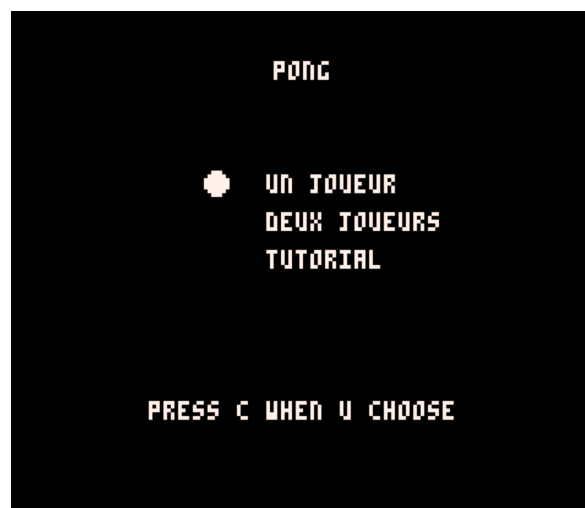 PONG
UN JOUEUR
DEUX JOUEURS
TUTORIAL
PRESS C WHEN U CHOOSE